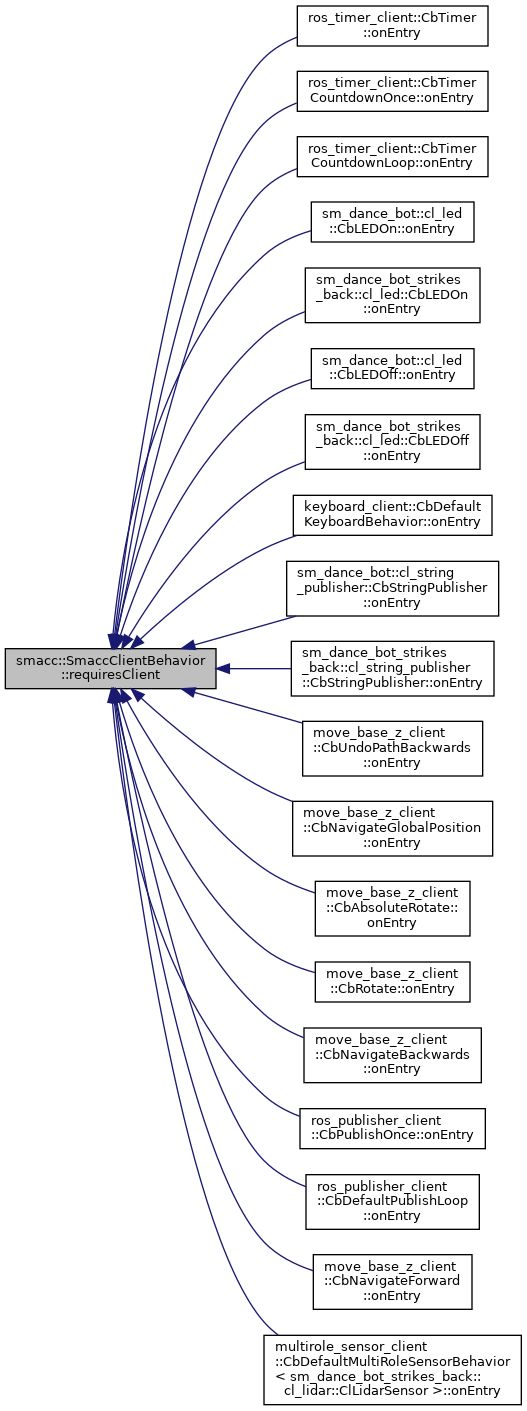 ros_timer_client::CbTimer
::onEntry
ros_timer_client::CbTimer
CountdownOnce::onEntry
ros_timer_client::CbTimer
CountdownLoop::onEntry
sm_dance_bot::cl_led
::CbLEDOn::onEntry
sm_dance_bot_strikes
_back::cl_led::CbLEDOn
::onEntry
sm_dance_bot::cl_led
::CbLEDOff::onEntry
sm_dance_bot_strikes
_back::cl_led::CbLEDOff
::onEntry
keyboard_client::CbDefault
KeyboardBehavior::onEntry
sm_dance_bot::cl_string
_publisher::CbStringPublisher
::onEntry
smacc::SmaccClientBehavior
::requiresClient
sm_dance_bot_strikes
_back::cl_string_publisher
::CbStringPublisher::onEntry
move_base_z_client
::CbUndoPathBackwards
::onEntry
move_base_z_client
::CbNavigateGlobalPosition
::onEntry
move_base_z_client
::CbAbsoluteRotate::
onEntry
move_base_z_client
::CbRotate::onEntry
move_base_z_client
::CbNavigateBackwards
::onEntry
ros_publisher_client
::CbPublishOnce::onEntry
ros_publisher_client
::CbDefaultPublishLoop
::onEntry
move_base_z_client
::CbNavigateForward
::onEntry
multirole_sensor_client
::CbDefaultMultiRoleSensorBehavior
< sm_dance_bot_strikes_back::
cl_lidar::ClLidarSensor >::onEntry